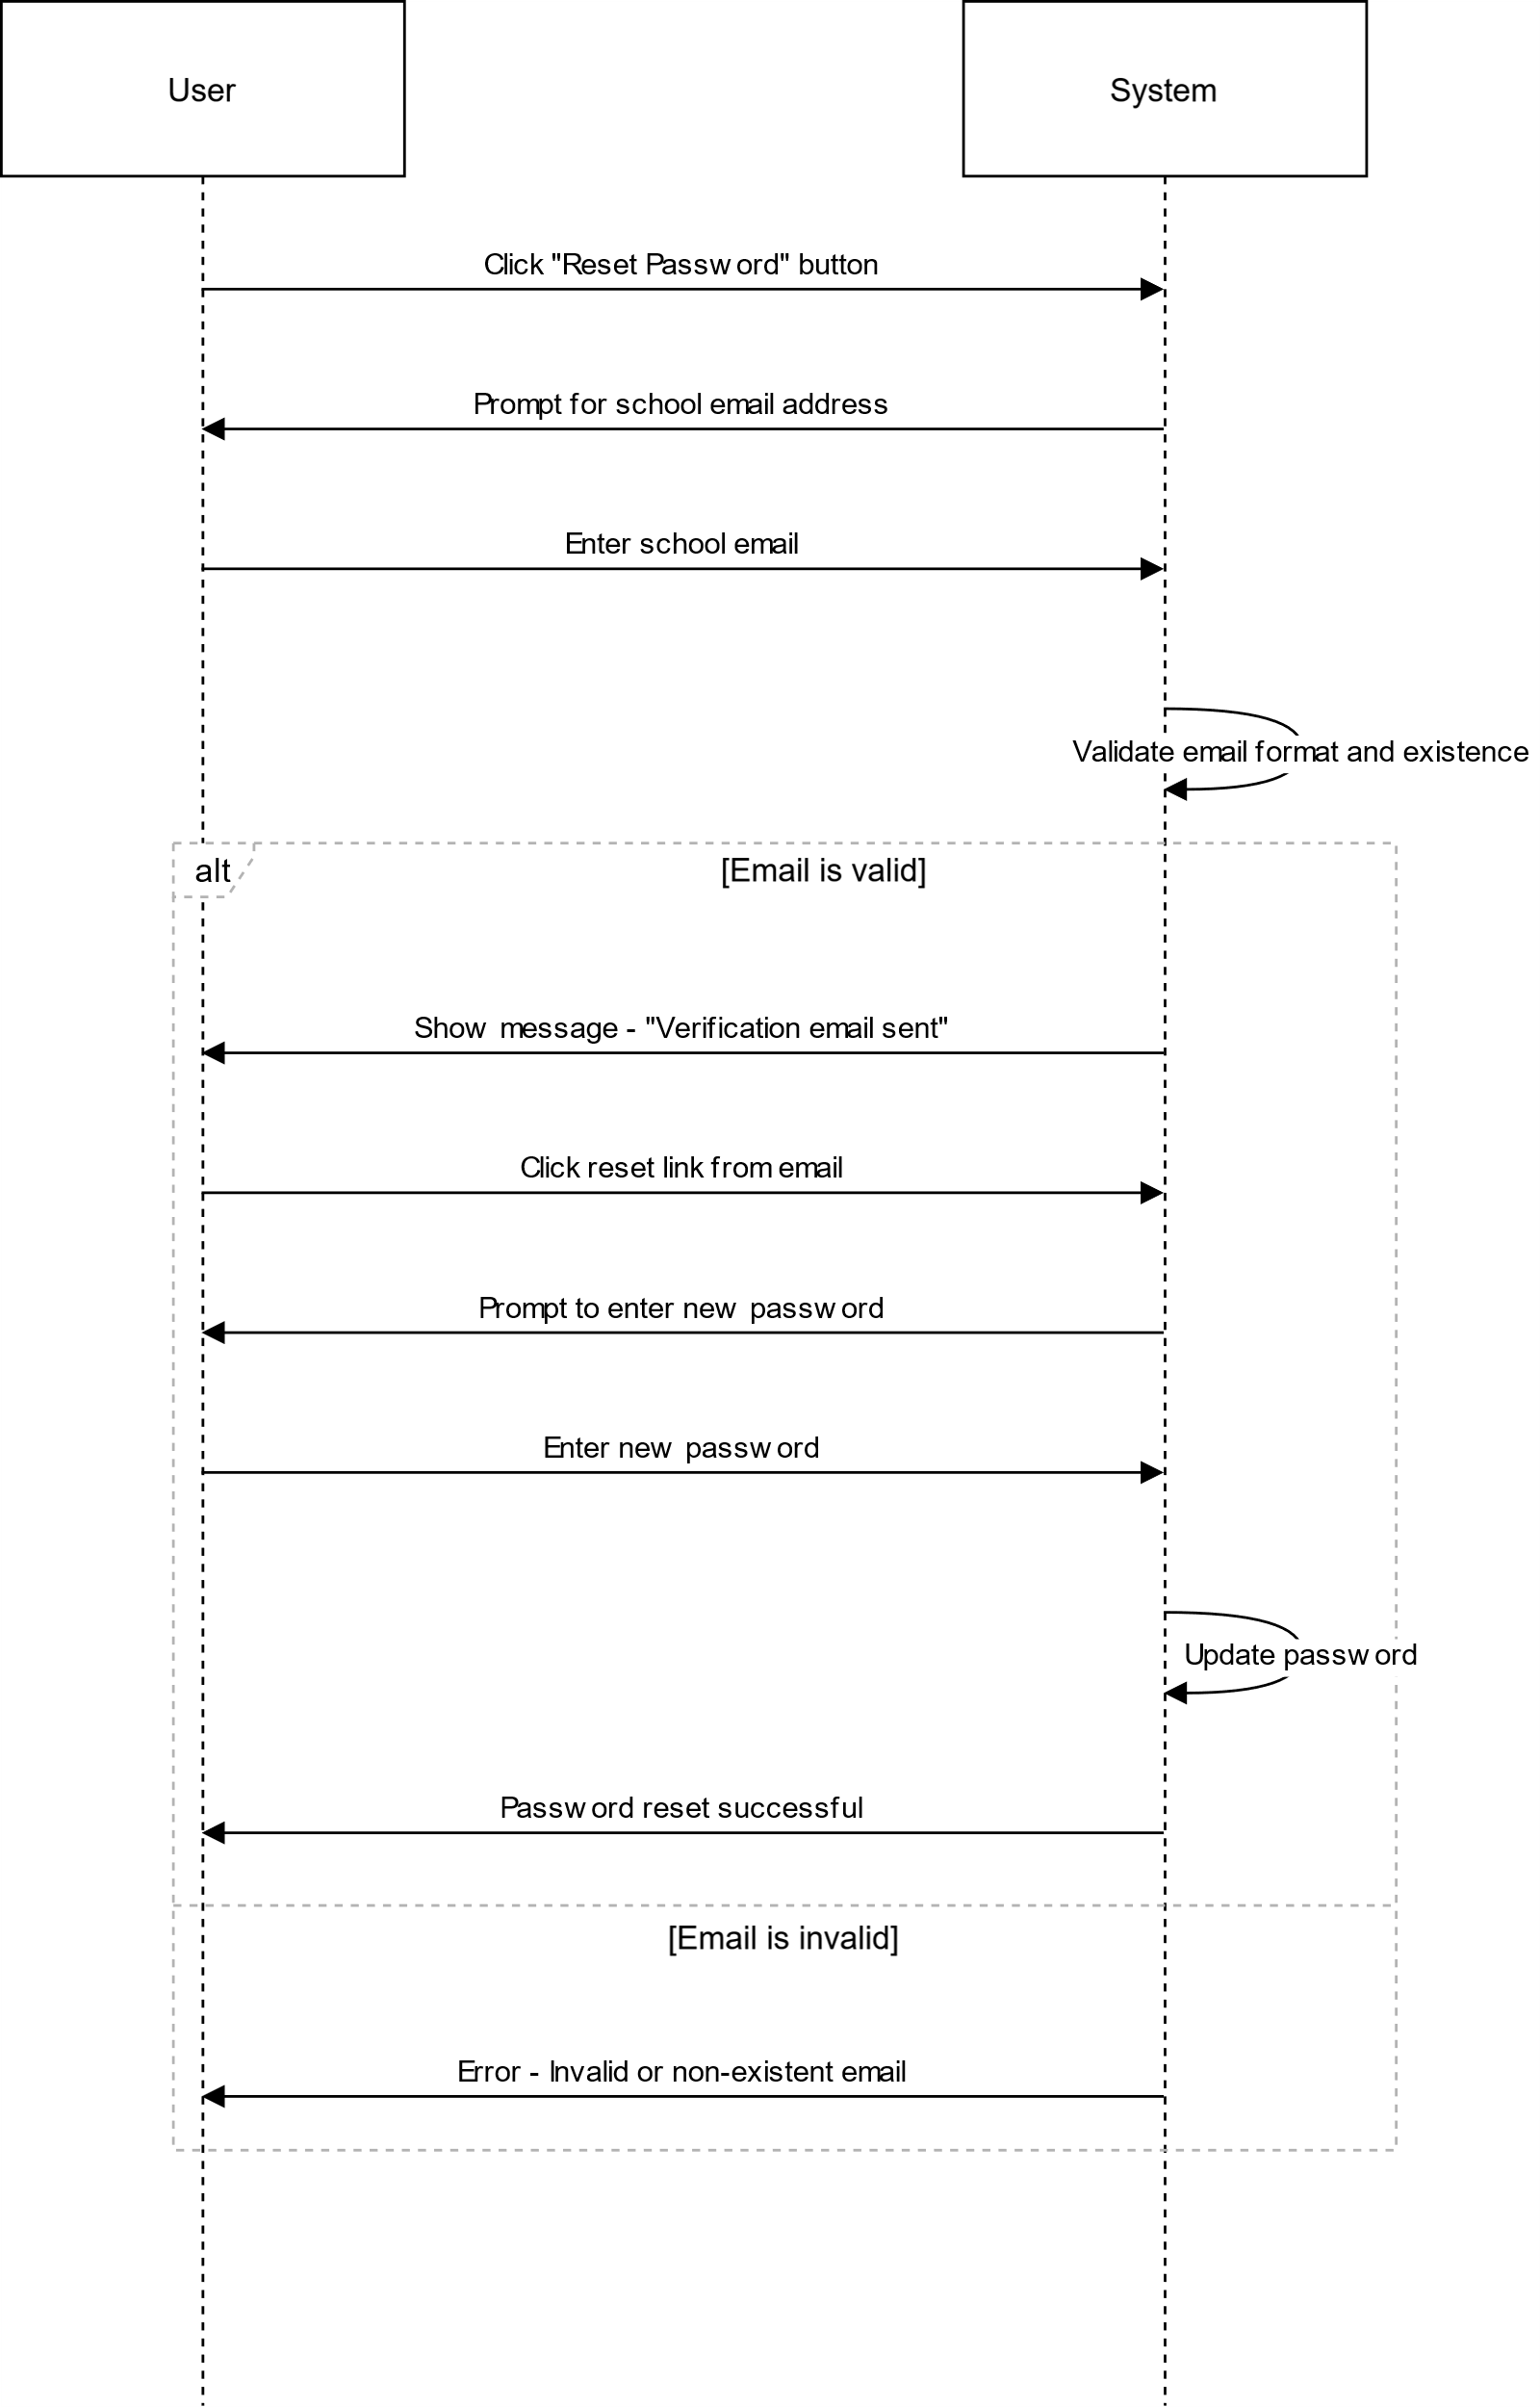 User
System
Click "Reset Password" button
Prompt for school email address
Enter school email
Validate email format and existence
alt
[Email is valid]
Show message - "Verification email sent"
Click reset link from email
Prompt to enter new password
Enter new password
Update password
Password reset successful
[Email is invalid]
Error - Invalid or non-existent email